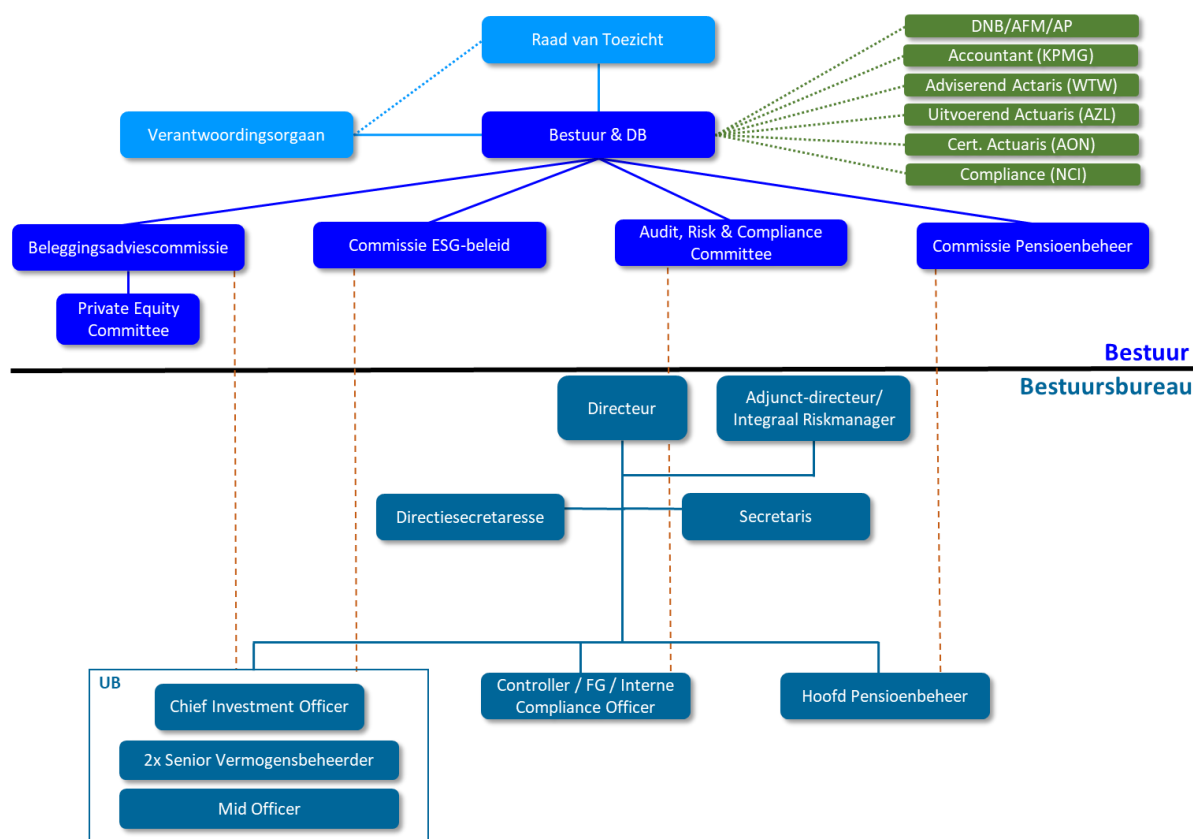 Raad van Toezicht
DNB/AFM/AP
Accountant (KPMG)
Adviserend Actaris (WTW)
Uitvoerend Actuaris (AZL)
Cert. Actuaris (AON)
Compliance (NCI)
Verantwoordingsorgaan
Bestuur & DB
Beleggingsadviescommissie
Commissie ESG-beleid
Audit, Risk & Compliance
Committee
Commissie Pensioenbeheer
Private Equity
Committee
Bestuur
Bestuursbureau
Directeur
Adjunct-directeur/
Integraal Riskmanager
Directiesecretaresse
Secretaris
UB
Chief Investment Officer
2x Senior Vermogensbeheerder
Mid Officer
Controller / FG / Interne
Compliance Officer
Hoofd Pensioenbeheer